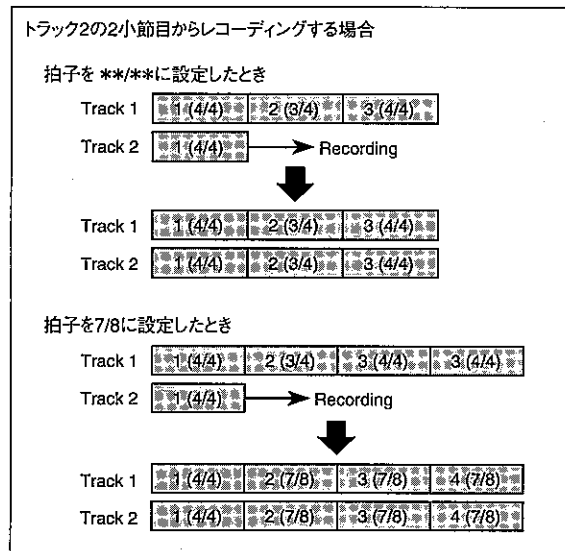 トラック2の2小節目からレコーディングする場合
拍子を **/**に設定したとき
Track 1 1 (4/4) 2 (3/4) 3 (4/4)
Track 2 1 (4/4) Recording
Track 1 1 (4/4) 2 (3/4) 3 (4/4)
Track 2 1 (4/4) 2 (3/4) 3 (4/4)
拍子を7/8に設定したとき
Track 1 1 (4/4) 2 (3/4) 3 (4/4) 3 (4/4)
Track 2 1 (4/4) Recording
Track 1 1 (4/4) 2 (7/8) 3 (7/8) 4 (7/8)
Track 2 1 (4/4) 2 (7/8) 3 (7/8) 4 (7/8)